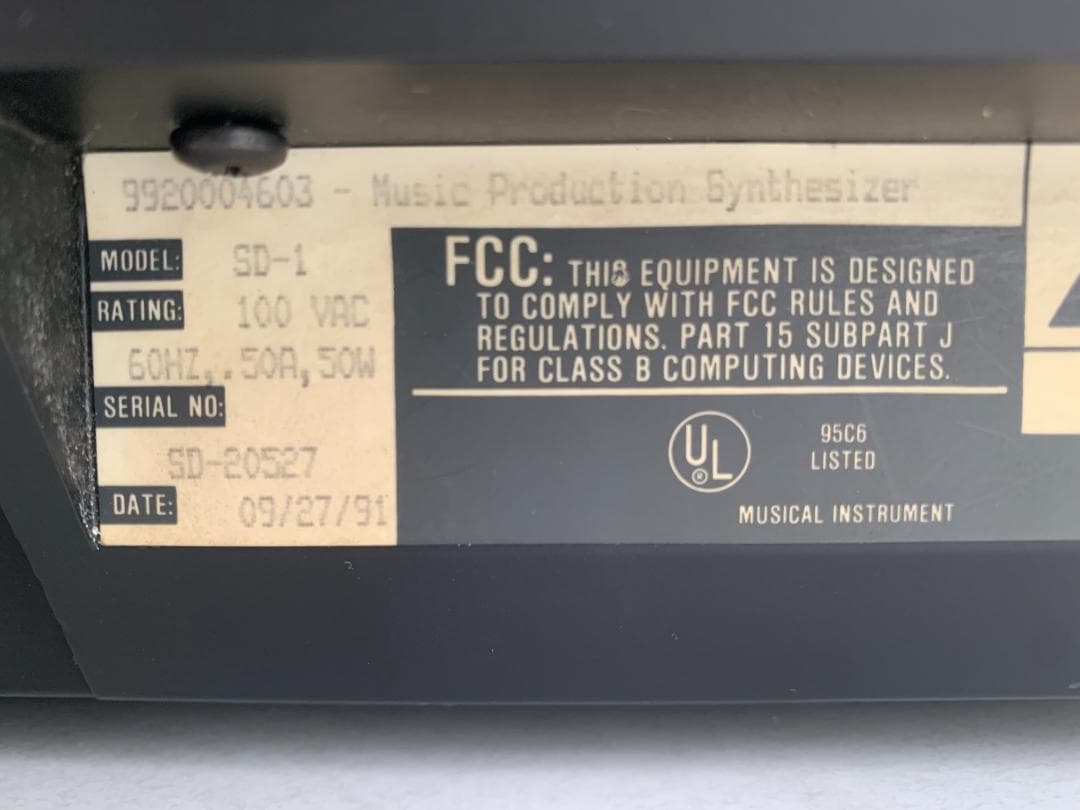 9920004603 - Music Production Synthesizer
MODEL: SD-1
RATING: 100 VAC
60HZ, .50A, 50W
SERIAL NO:
SD-20527
DATE: 09/27/91
FCC: THIS EQUIPMENT IS DESIGNED
TO COMPLY WITH FCC RULES AND
REGULATIONS. PART 15 SUBPART J
FOR CLASS B COMPUTING DEVICES.
UL ®
95C6
LISTED
MUSICAL INSTRUMENT